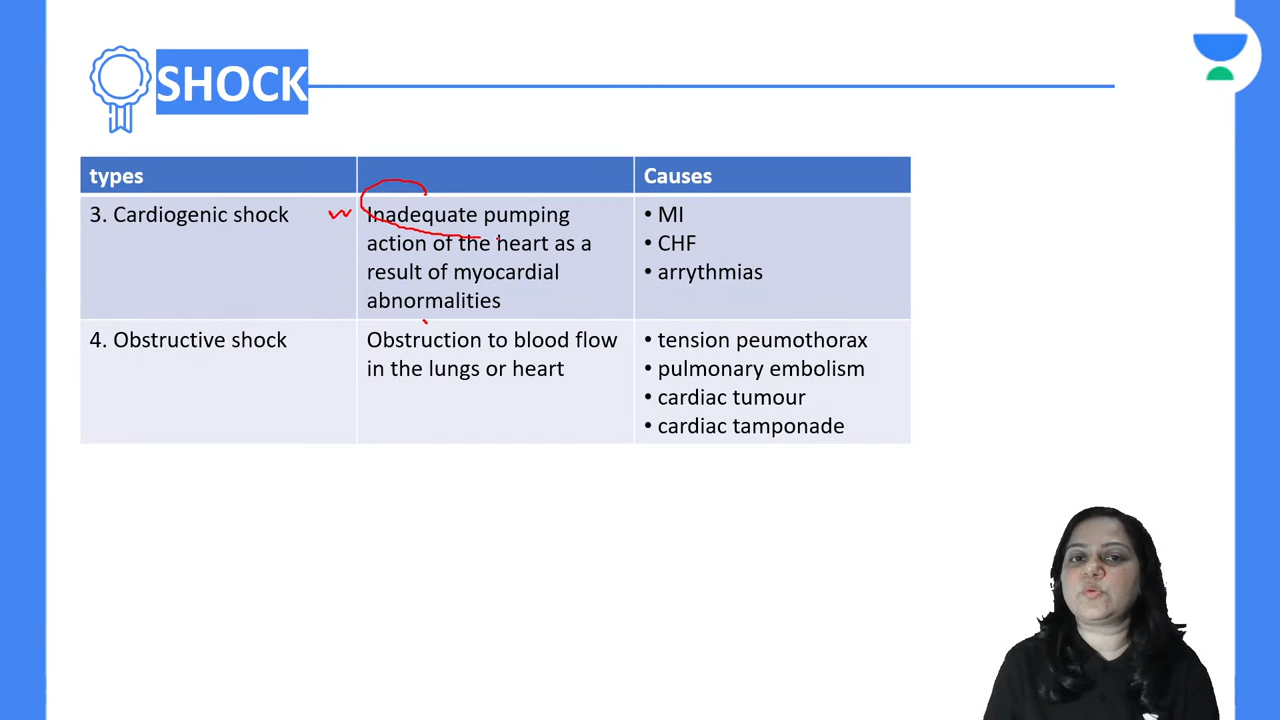 SHOCK
types
Causes
3. Cardiogenic shock
Inadequate pumping
action of the heart as a
result of myocardial
abnormalities
• MI
• CHF
• arrythmias
4. Obstructive shock
Obstruction to blood flow
in the lungs or heart
• tension peumothorax
• pulmonary embolism
• cardiac tumour
• cardiac tamponade